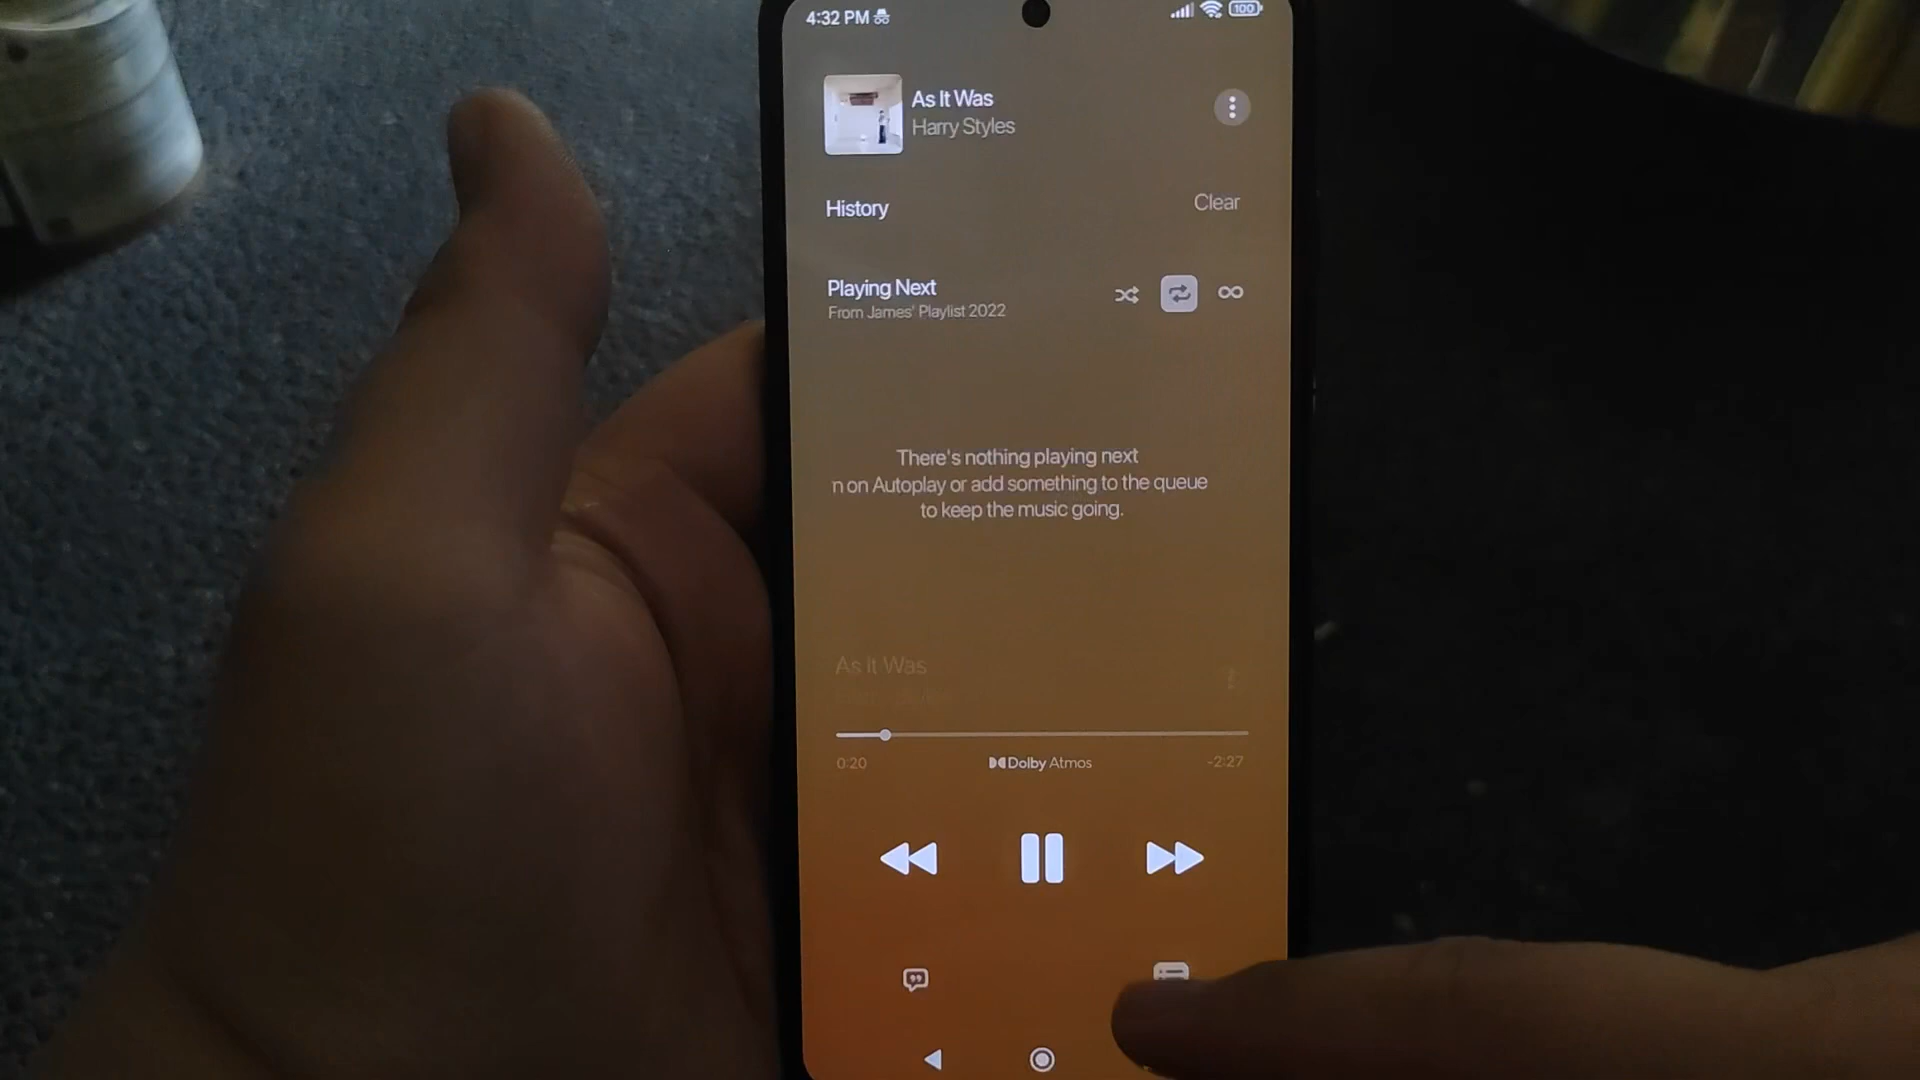 4:32 PM
100
As It Was
Harry Styles
History
Clear
Playing Next
From James' Playlist 2022
There's nothing playing next
n on Autoplay or add something to the queue
to keep the music going.
As It Was
0:20
Dolby Atmos
-2:27